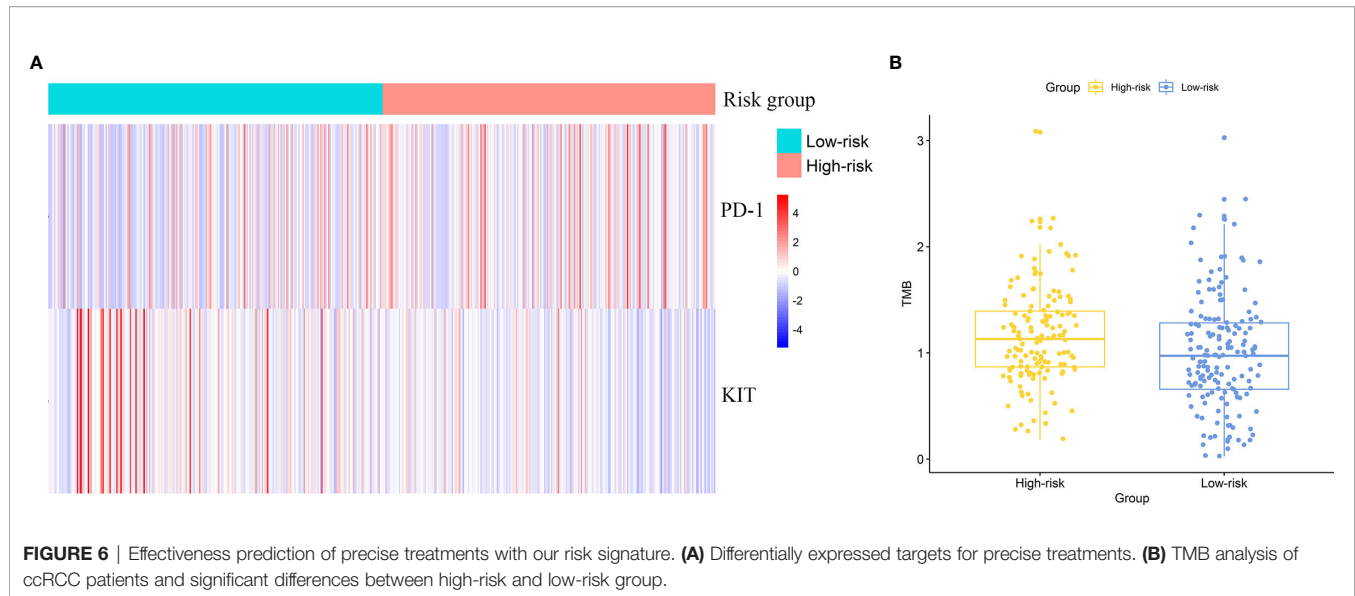 A
Risk group
Low-risk
High-risk
PD-1
4
2
0
-2
-4
KIT
B
Group High-risk Low-risk
TMB
3
2
1
0
High-risk Low-risk
Group
FIGURE 6 | Effectiveness prediction of precise treatments with our risk signature. (A) Differentially expressed targets for precise treatments. (B) TMB analysis of
ccRCC patients and significant differences between high-risk and low-risk group.